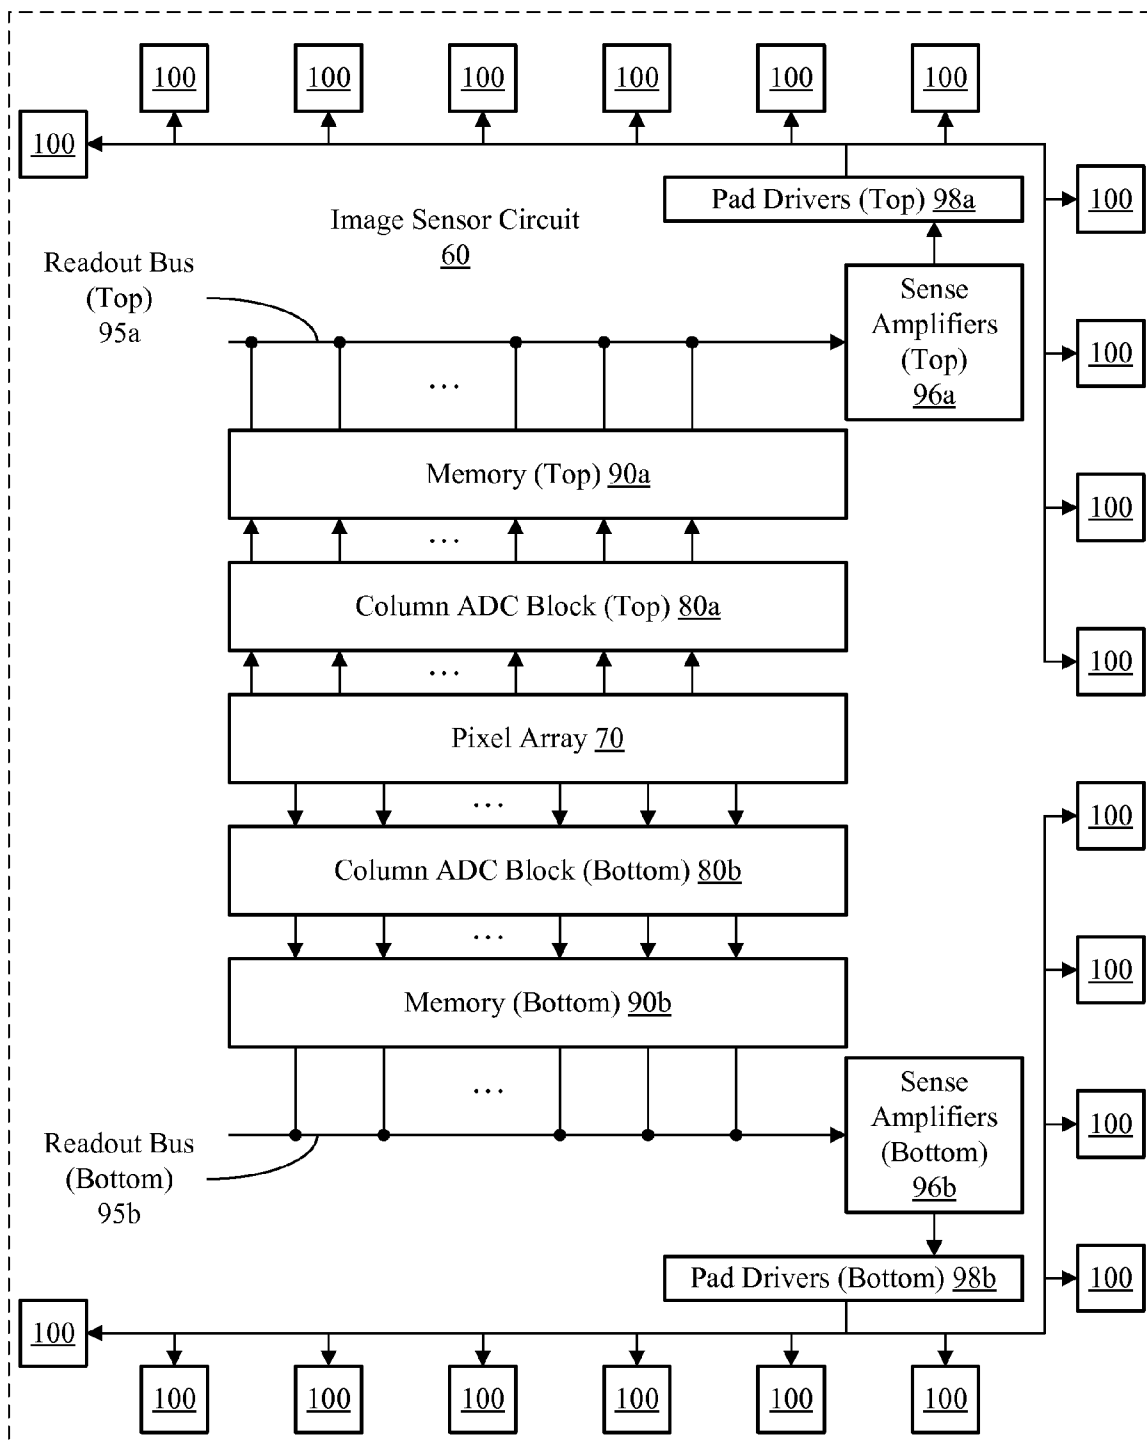 100 100 100 100 100 100
100
Pad Drivers (Top) 98a
100
Image Sensor Circuit
60
Readout Bus
(Top)
95a
Sense
Amplifiers
(Top)
96a
100
...
Memory (Top) 90a
100
...
Column ADC Block (Top) 80a
100
...
Pixel Array 70
...
100
Column ADC Block (Bottom) 80b
...
100
Memory (Bottom) 90b
...
Sense
Amplifiers
(Bottom)
96b
100
Readout Bus
(Bottom)
95b
Pad Drivers (Bottom) 98b
100
100
100 100 100 100 100 100